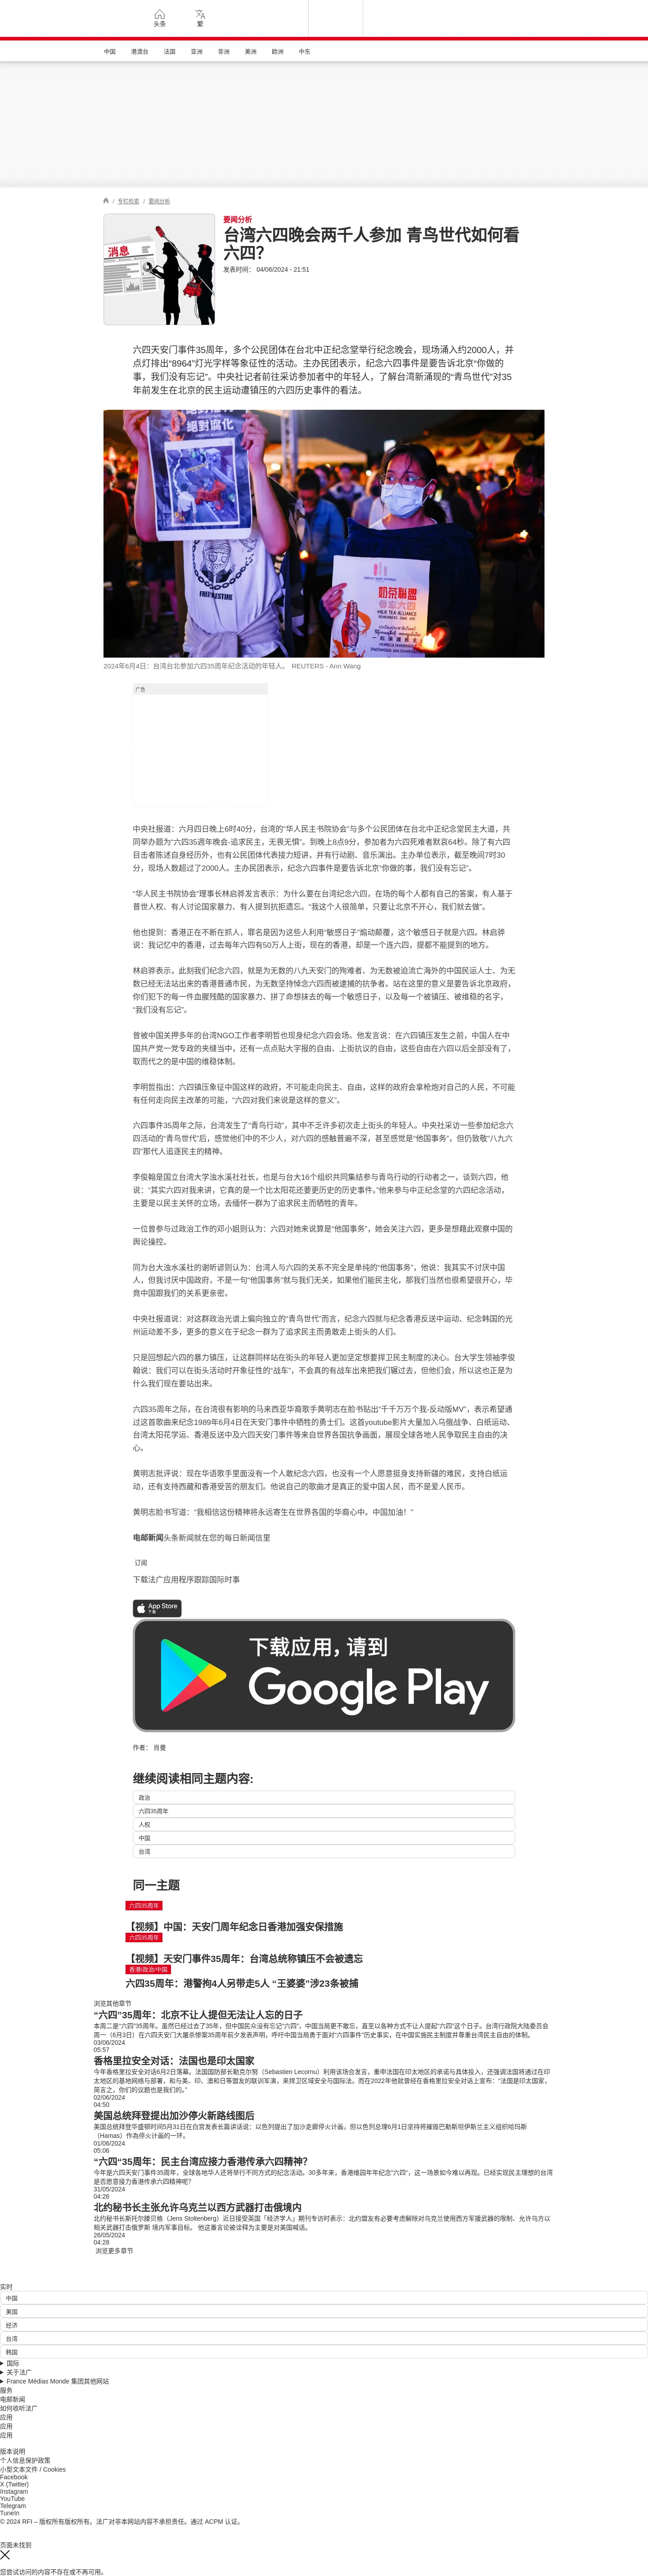 头条
繁
中国 港澳台 法国 亚洲 非洲 美洲 欧洲 中东
/ 专栏检索 / 要闻分析
消息
要闻分析
台湾六四晚会两千人参加 青鸟世代如何看
六四?
发表时间： 04/06/2024 - 21:51
六四天安门事件35周年，多个公民团体在台北中正纪念堂举行纪念晚会，现场涌入约2000人，并
点灯排出“8964”灯光字样等象征性的活动。主办民团表示，纪念六四事件是要告诉北京“你做的
事，我们没有忘记”。中央社记者前往采访参加者中的年轻人，了解台湾新涌现的“青鸟世代”对35
年前发生在北京的民主运动遭镇压的六四历史事件的看法。
絕對腐化
FREE
奶茶聯盟
毋忘六四
MILK TEA ALLIANCE
2024年6月4日：台湾台北参加六四35周年纪念活动的年轻人。 REUTERS - Ann Wang
广告
中央社报道：六月四日晚上6时40分，台湾的“华人民主书院协会”与多个公民团体在台北中正纪念堂民主大道，共
同举办题为“六四35週年晚会-追求民主，无畏无惧”。到晚上8点9分，参加者为六四死难者默哀64秒。除了有六四
目击者陈述自身经历外，也有公民团体代表接力短讲，并有行动剧、音乐演出。主办单位表示，截至晚间7时30
分，现场人数超过了2000人。主办民团表示，纪念六四事件是要告诉北京“你做的事，我们没有忘记”。
“华人民主书院协会”理事长林启骅发言表示：为什么要在台湾纪念六四，在场的每个人都有自己的答案，有人基于
普世人权、有人讨论国家暴力、有人提到抗拒遗忘。“我这个人很简单，只要让北京不开心，我们就去做”。
他也提到：香港正在不断在抓人，罪名是因为这些人利用“敏感日子”煽动颠覆，这个敏感日子就是六四。林启骅
说：我记忆中的香港，过去每年六四有50万人上街，现在的香港，却是一个连六四，提都不能提到的地方。
林启骅表示，此刻我们纪念六四，就是为无数的八九天安门的殉难者、为无数被迫流亡海外的中国民运人士、为无
数已经无法站出来的香港普通市民，为无数坚持悼念六四而被逮捕的抗争者。站在这里的意义是要告诉北京政府，
你们犯下的每一件血腥残酷的国家暴力、拼了命想抹去的每一个敏感日子，以及每一个被镇压、被维稳的名字，
“我们没有忘记”。
曾被中国关押多年的台湾NGO工作者李明哲也现身纪念六四会场。他发言说：在六四镇压发生之前，中国人在中
国共产党一党专政的夹缝当中，还有一点点贴大字报的自由、上街抗议的自由，这些自由在六四以后全部没有了，
取而代之的是中国的维稳体制。
李明哲指出：六四镇压象征中国这样的政府，不可能走向民主、自由，这样的政府会拿枪炮对自己的人民，不可能
有任何走向民主改革的可能，“六四对我们来说是这样的意义”。
六四事件35周年之际，台湾发生了“青鸟行动”，其中不乏许多初次走上街头的年轻人。中央社采访一些参加纪念六
四活动的“青鸟世代”后，感觉他们中的不少人，对六四的感触普遍不深，甚至感觉是“他国事务”，但仍致敬“八九六
四”那代人追逐民主的精神。
李俊翰是国立台湾大学浊水溪社社长，也是与台大16个组织共同集结参与青鸟行动的行动者之一，谈到六四，他
说：“其实六四对我来讲，它真的是一个比太阳花还要更历史的历史事件。”他来参与中正纪念堂的六四纪念活动，
主要是以民主关怀的立场，去缅怀一群为了追求民主而牺牲的青年。
一位曾参与过政治工作的邓小姐则认为：六四对她来说算是“他国事务”，她会关注六四，更多是想藉此观察中国的
舆论操控。
同为台大浊水溪社的谢昕谚则认为：台湾人与六四的关系不完全是单纯的“他国事务”，他说：我其实不讨厌中国
人，但我讨厌中国政府，不是一句“他国事务”就与我们无关，如果他们能民主化，那我们当然也很希望很开心，毕
竟中国跟我们的关系更亲密。
中央社报道说：对这群政治光谱上偏向独立的“青鸟世代”而言，纪念六四就与纪念香港反送中运动、纪念韩国的光
州运动差不多，更多的意义在于纪念一群为了追求民主而勇敢走上街头的人们。
只是回想起六四的暴力镇压，让这群同样站在街头的年轻人更加坚定想要捍卫民主制度的决心。台大学生领袖李俊
翰说：我们可以在街头活动时开象征性的“战车”，不会真的有战车出来把我们辗过去，但他们会，所以这也正是为
什么我们现在要站出来。
六四35周年之际，在台湾很有影响的马来西亚华裔歌手黄明志在脸书贴出“千千万万个我-反动版MV”，表示希望通
过这首歌曲来纪念1989年6月4日在天安门事件中牺牲的勇士们。这首youtube影片大量加入乌俄战争、白纸运动、
台湾太阳花学运、香港反送中及六四天安门事件等来自世界各国抗争画面，展现全球各地人民争取民主自由的决
心。
黄明志批评说：现在华语歌手里面没有一个人敢纪念六四，也没有一个人愿意挺身支持新疆的难民，支持白纸运
动，还有支持西藏和香港受苦的朋友们。他说自己的歌曲才是真正的爱中国人民，而不是爱人民币。
黄明志脸书写道：“我相信这份精神将永远寄生在世界各国的华裔心中。中国加油！”
电邮新闻头条新闻就在您的每日新闻信里
订阅
下载法广应用程序跟踪国际时事
App Store
下载
下载应用，请到
Google Play
作者： 肖曼
继续阅读相同主题内容:
政治
六四35周年
人权
中国
台湾
同一主题
六四35周年
【视频】中国：天安门周年纪念日香港加强安保措施
六四35周年
【视频】天安门事件35周年：台湾总统称镇压不会被遗忘
香港/政治/中国
六四35周年：港警拘4人另带走5人 “王婆婆”涉23条被捕
浏览其他章节
“六四”35周年：北京不让人提但无法让人忘的日子
本周二是“六四”35周年。虽然已经过去了35年，但中国民众没有忘记“六四”，中国当局更不敢忘，直至以各种方式不让人提起“六四”这个日子。台湾行政院大陆委员会
周一（6月3日）在六四天安门大屠杀惨案35周年前夕发表声明，呼吁中国当局勇于面对“六四事件”历史事实，在中国实施民主制度并尊重台湾民主自由的体制。
03/06/2024
05:57
香格里拉安全对话：法国也是印太国家
今年香格里拉安全对话6月2日落幕。法国国防部长勒克尔努（Sebastien Lecornu）利用该场合发言，重申法国在印太地区的承诺与具体投入，还强调法国将通过在印
太地区的基地网络与部署，和与美、印、澳和日等盟友的联训军演，来捍卫区域安全与国际法。而在2022年他就曾经在香格里拉安全对话上宣布：“法国是印太国家，
简言之，你们的议题也是我们的。”
02/06/2024
04:50
美国总统拜登提出加沙停火新路线图后
美国总统拜登华盛顿时间5月31日在白宫发表长篇讲话说：以色列提出了加沙走廊停火计画，但以色列总理6月1日坚持将摧毁巴勒斯坦伊斯兰主义组织哈玛斯
（Hamas）作为停火计画的一环。
01/06/2024
05:06
“六四“35周年：民主台湾应接力香港传承六四精神?
今年是六四天安门事件35周年，全球各地华人还将举行不同方式的纪念活动。30多年来，香港维园年年纪念”六四“，这一场景如今难以再现。已经实现民主理想的台湾
是否愿意接力香港传承六四精神呢?
31/05/2024
04:26
北约秘书长主张允许乌克兰以西方武器打击俄境内
北约秘书长斯托尔滕贝格（Jens Stoltenberg）近日接受英国「经济学人」期刊专访时表示：北约盟友有必要考虑解除对乌克兰使用西方军援武器的限制、允许乌方以
相关武器打击俄罗斯 境内军事目标。 他这番言论被诠释为主要是对美国喊话。
26/05/2024
04:28
浏览更多章节
实时
中国
美国
经济
台湾
韩国
国际
关于法广
France Médias Monde 集团其他网站
服务
电邮新闻
如何收听法广
应用
应用
应用
版本说明
个人信息保护政策
小型文本文件 / Cookies
Facebook
X (Twitter)
Instagram
YouTube
Telegram
TuneIn
© 2024 RFI – 版权所有版权所有，法广对非本网站内容不承担责任。通过 ACPM 认证。
页面未找到
您尝试访问的内容不存在或不再可用。